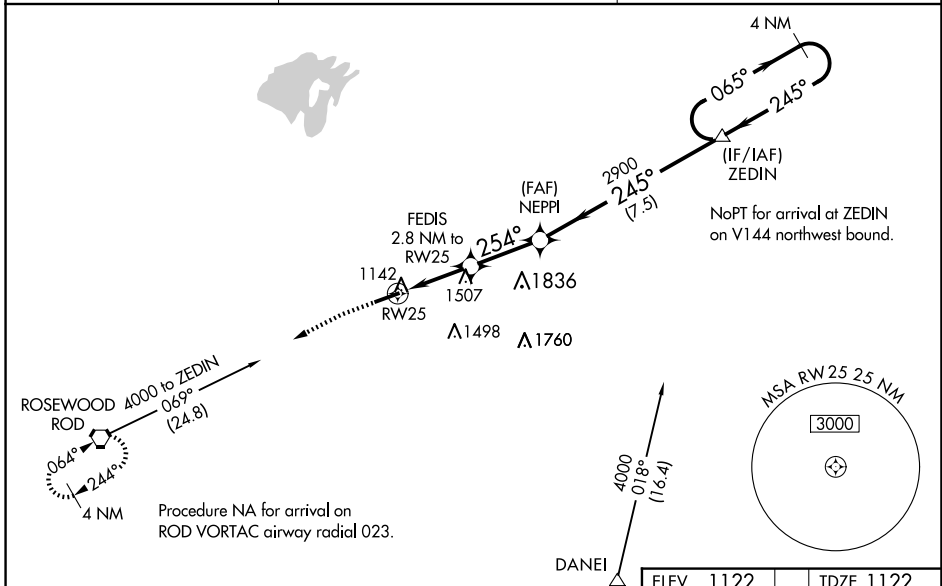 4 NM
065°
245°
(IF/IAF)
ZEDIN
2900
245°
(7.5)
(FAF)
NEPPI
NoPT for arrival at ZEDIN
on V144 northwest bound.
FEDIS
2.8 NM to
RW25
254°
1142
1507
1836
RW25
1498
1760
4000 to ZEDIN
069°
(24.8)
ROSEWOOD
ROD
064°
244°
4 NM
Procedure NA for arrival on
ROD VORTAC airway radial 023.
MSA RW25 25 NM
3000
4000
018°
(16.4)
DANEI
ELEV 1122
TDZE 1122